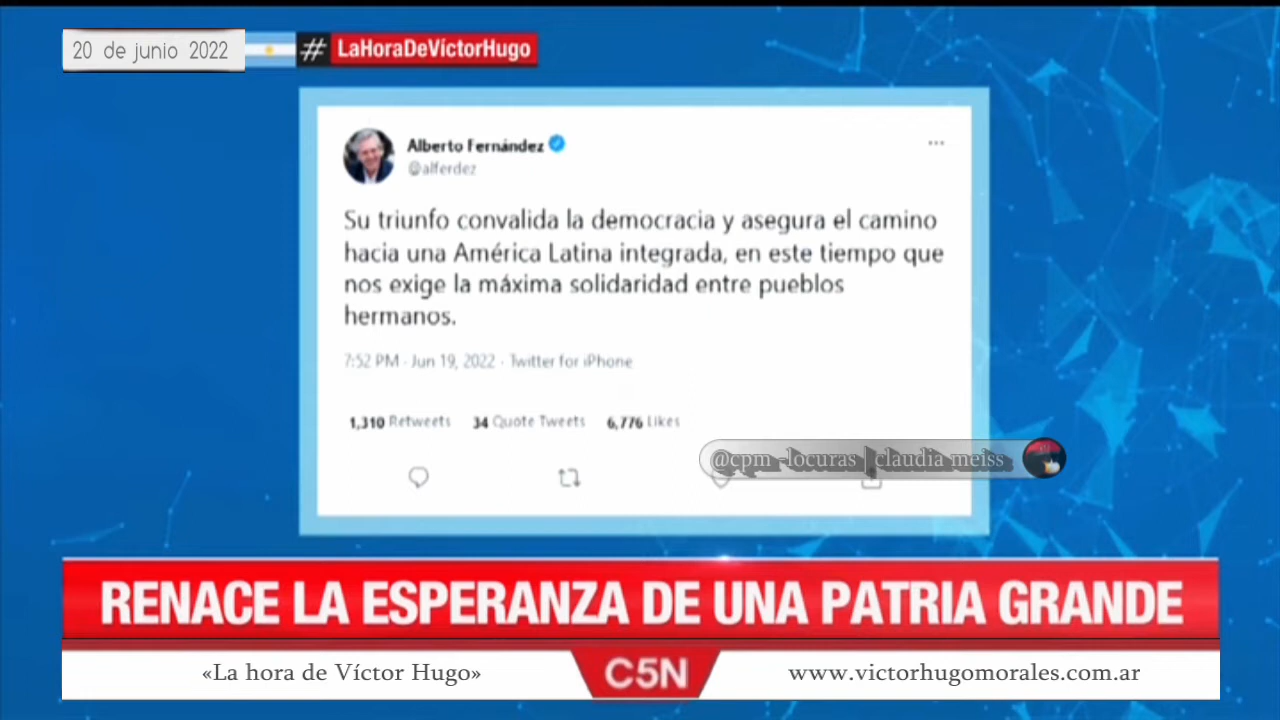 20 de junio 2022
# LaHoraDeVíctorHugo
Alberto Fernández
@alferdez
Su triunfo convalida la democracia y asegura el camino
hacia una América Latina integrada, en este tiempo que
nos exige la máxima solidaridad entre pueblos
hermanos.
7:52 PM · Jun 19, 2022 · Twitter for iPhone
1,310 Retweets 34 Quote Tweets 6,776 Likes
@cpm -locuras | claudia meiss
RENACE LA ESPERANZA DE UNA PATRIA GRANDE
«La hora de Víctor Hugo» C5N www.victorhugomorales.com.ar